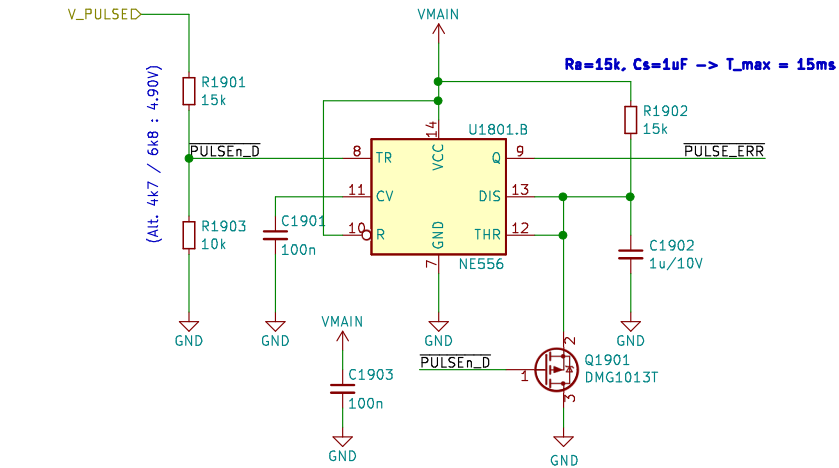 V_PULSE
VMAIN
Ra=15k, Cs=1uF -> T_max = 15ms
R1901
15k
R1902
15k
(Alt. 4k7 / 6k8 : 4.90V)
14
U1801.B
VCC
PULSEn_D
8
TR
Q
9
PULSE_ERR
11
CV
DIS
13
C1901
100n
R1903
10k
10
R
GND
THR
12
C1902
1u/10V
7
NE556
GND
GND
GND
GND
VMAIN
C1903
100n
GND
PULSEn_D
1
2
3
Q1901
DMG1013T
GND